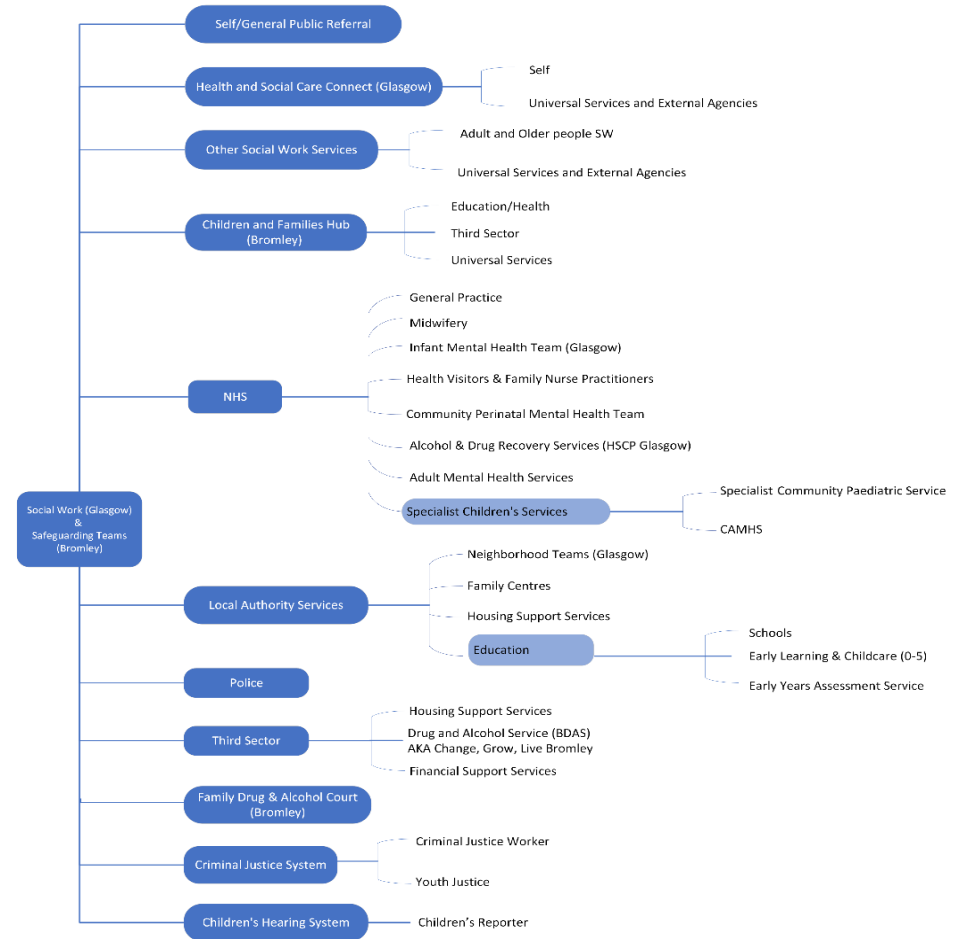 Self/General Public Referral
Health and Social Care Connect (Glasgow)
Self
Universal Services and External Agencies
Other Social Work Services
Adult and Older people SW
Universal Services and External Agencies
Children and Families Hub
(Bromley)
Education/Health
Third Sector
Universal Services
NHS
General Practice
Midwifery
Infant Mental Health Team (Glasgow)
Health Visitors & Family Nurse Practitioners
Community Perinatal Mental Health Team
Alcohol & Drug Recovery Services (HSCP Glasgow)
Adult Mental Health Services
Specialist Children's Services
Specialist Community Paediatric Service
CAMHS
Social Work (Glasgow)
&
Safeguarding Teams
(Bromley)
Local Authority Services
Neighborhood Teams (Glasgow)
Family Centres
Housing Support Services
Education
Schools
Early Learning & Childcare (0-5)
Early Years Assessment Service
Police
Third Sector
Housing Support Services
Drug and Alcohol Service (BDAS)
AKA Change, Grow, Live Bromley
Financial Support Services
Family Drug & Alcohol Court
(Bromley)
Criminal Justice System
Criminal Justice Worker
Youth Justice
Children's Hearing System
Children's Reporter